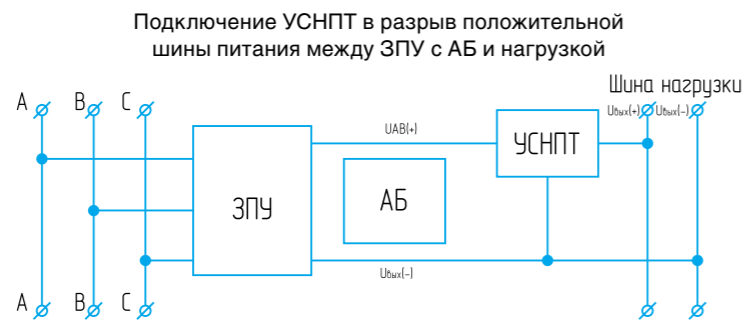 Подключение УСНПТ в разрыв положительной
шины питания между ЗПУ с АБ и нагрузкой
Шина нагрузки
A B C
Uвых(+) Uвых(-)
UAB(+)
УСНПТ
ЗПУ
АБ
Uвых(-)
A B C